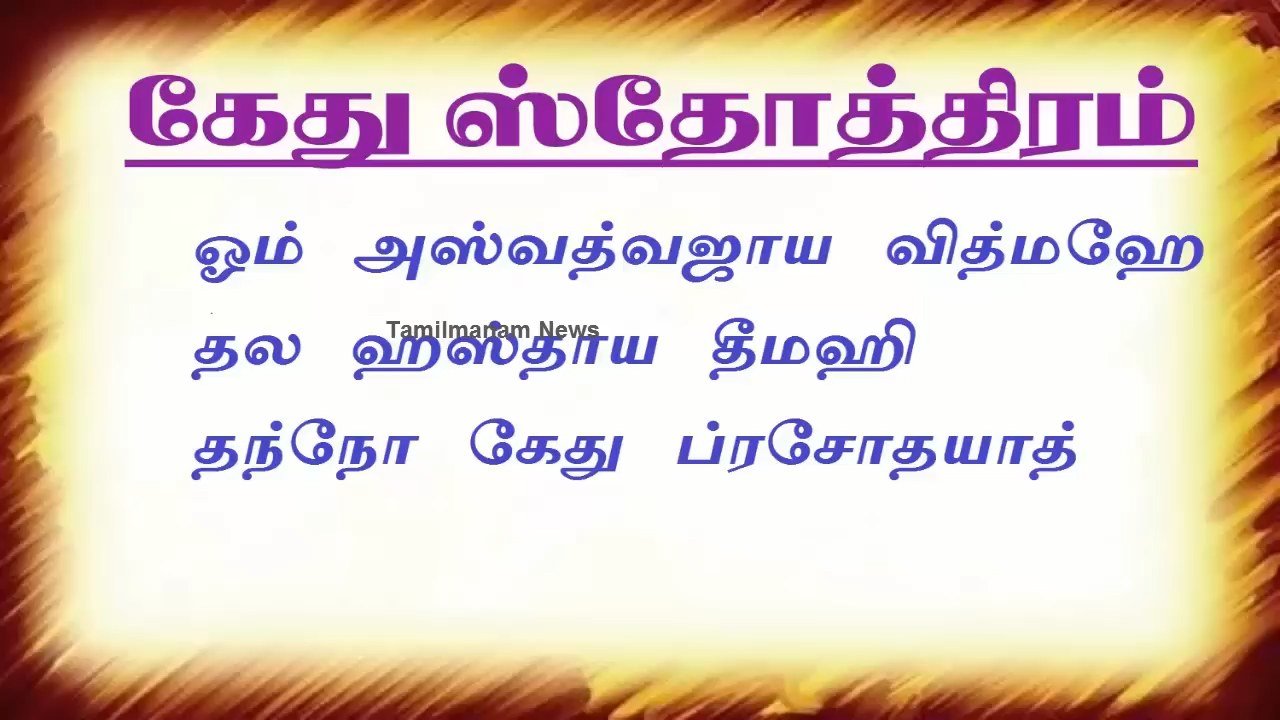 கேது ஸ்தோத்திரம்
ஓம் அஸ்வத்வஜாய வித்மஹே
Tamilmanam News
தல ஹஸ்தாய தீமஹி
தந்நோ கேது ப்ரசோதயாத்